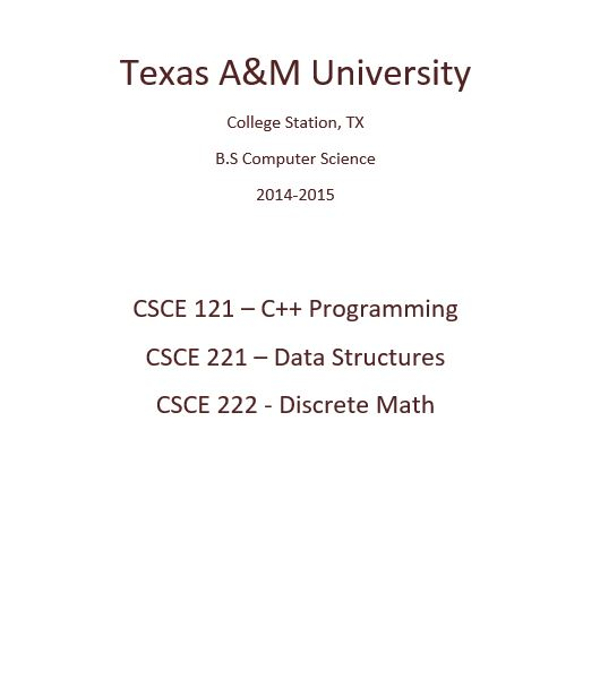 Texas A&M University
College Station, TX
B.S Computer Science
2014-2015
CSCE 121 – C++ Programming
CSCE 221 – Data Structures
CSCE 222 - Discrete Math